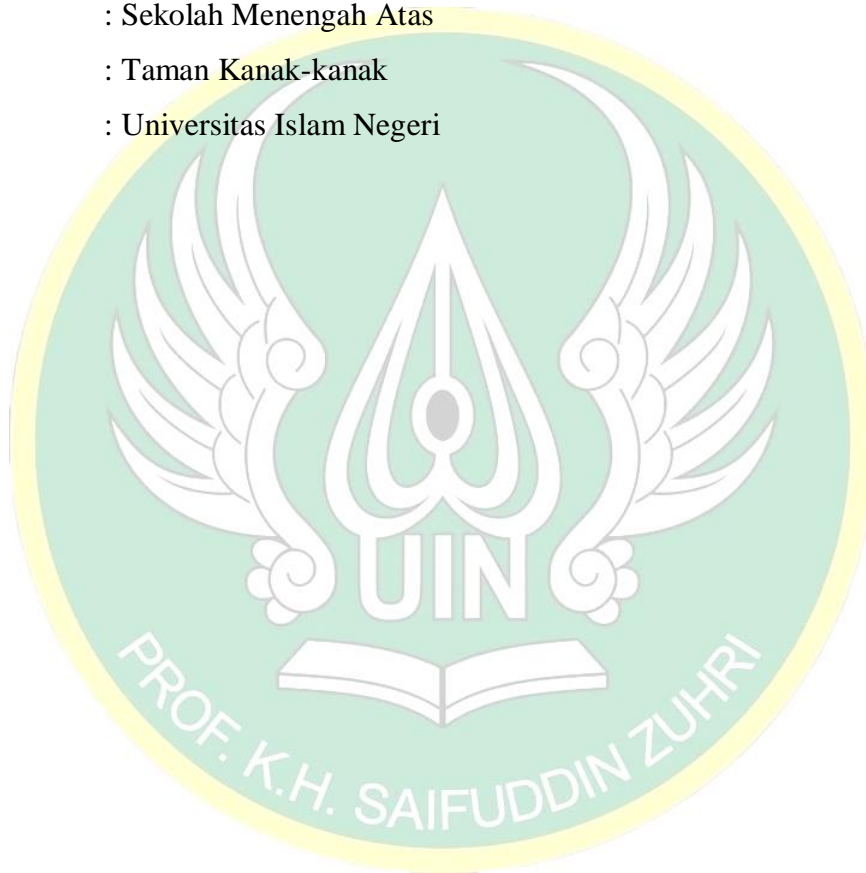 : Sekolah Menengah Atas
: Taman Kanak-kanak
: Universitas Islam Negeri
UIN
PROF. K.H. SAIFUDDIN ZUHRI